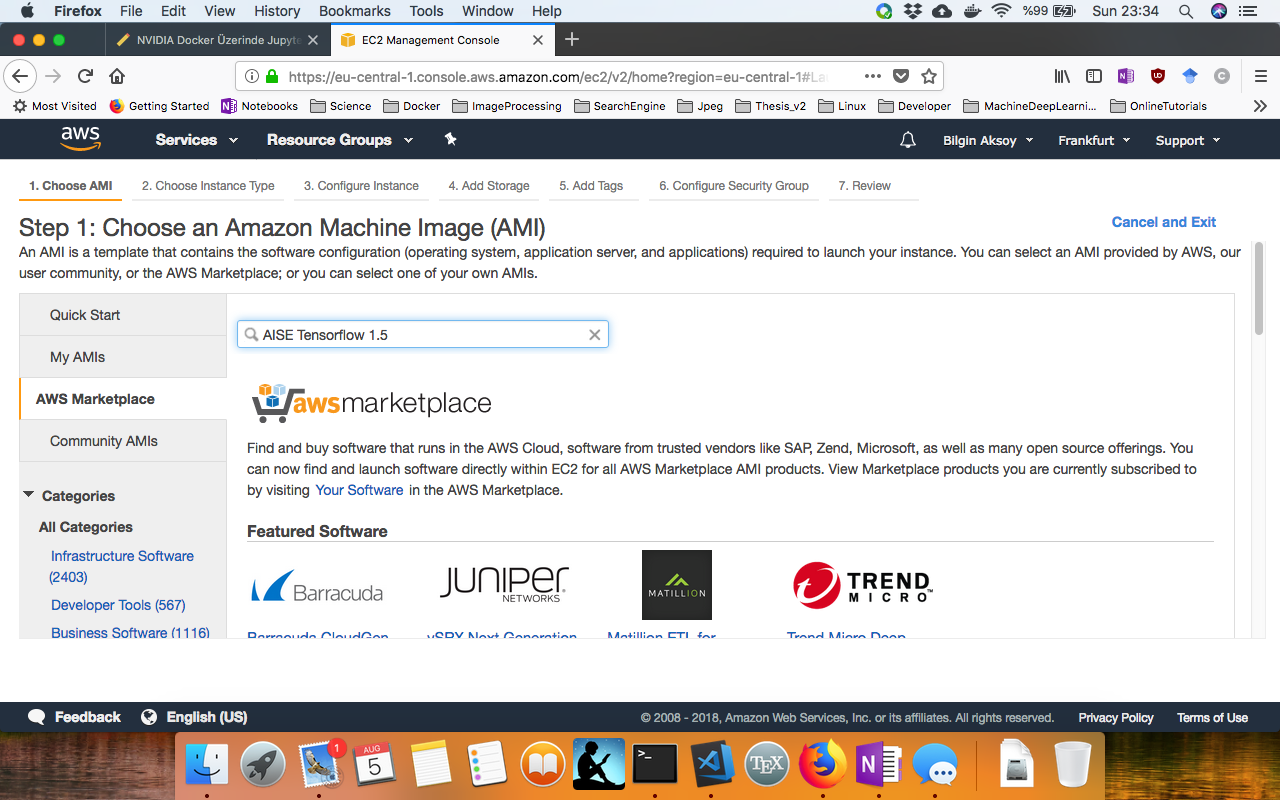 Firefox File Edit View History Bookmarks Tools Window Help %99 Sun 23:34
NVIDIA Docker Üzerinde Jupyte EC2 Management Console
https://eu-central-1.console.aws.amazon.com/ec2/v2/home?region=eu-central-1#La
Most Visited Getting Started Notebooks Science Docker ImageProcessing SearchEngine Jpeg Thesis_v2 Linux Developer MachineDeepLearni... OnlineTutorials
aws Services Resource Groups Bilgin Aksoy Frankfurt Support
1. Choose AMI 2. Choose Instance Type 3. Configure Instance 4. Add Storage 5. Add Tags 6. Configure Security Group 7. Review
Step 1: Choose an Amazon Machine Image (AMI)
Cancel and Exit
An AMI is a template that contains the software configuration (operating system, application server, and applications) required to launch your instance. You can select an AMI provided by AWS, our
user community, or the AWS Marketplace; or you can select one of your own AMIs.
Quick Start
My AMIs
AWS Marketplace
Community AMIs
Categories
All Categories
Infrastructure Software
(2403)
Developer Tools (567)
Business Software (1116)
AISE Tensorflow 1.5
awsmarketplace
Find and buy software that runs in the AWS Cloud, software from trusted vendors like SAP, Zend, Microsoft, as well as many open source offerings. You
can now find and launch software directly within EC2 for all AWS Marketplace AMI products. View Marketplace products you are currently subscribed to
by visiting Your Software in the AWS Marketplace.
Featured Software
Barracuda
JUNIPER
NETWORKS
MATILLION
TREND
MICRO
Barracuda CloudGen vSRX Next Generation Matillion ETL for Trend Micro Deep
Feedback English (US) © 2008 - 2018, Amazon Web Services, Inc. or its affiliates. All rights reserved. Privacy Policy Terms of Use
1
AUG
5
>_
TEX
N